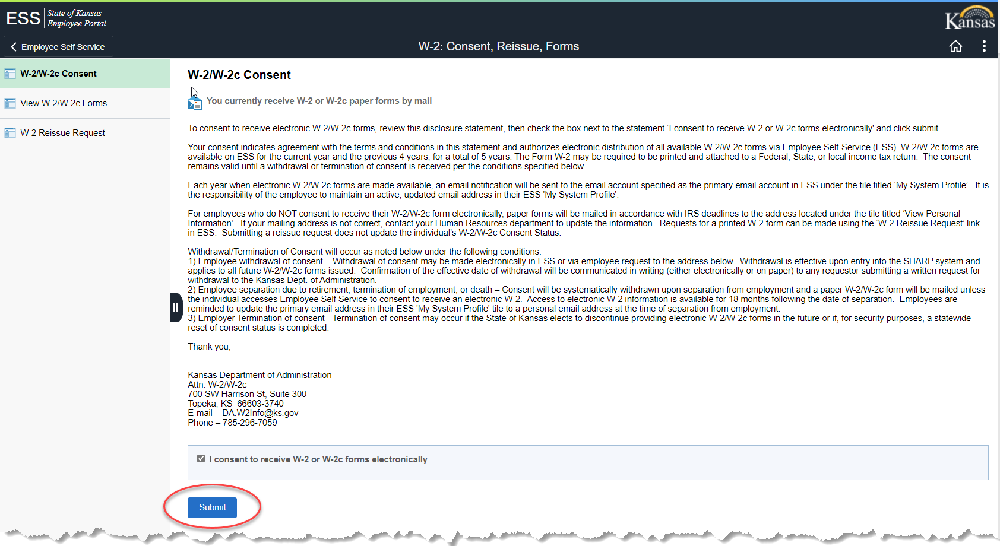 ESS State of Kansas
Employee Portal
Kansas
Employee Self Service
W-2: Consent, Reissue, Forms
W-2/W-2c Consent
View W-2/W-2c Forms
W-2 Reissue Request
W-2/W-2c Consent
You currently receive W-2 or W-2c paper forms by mail
To consent to receive electronic W-2/W-2c forms, review this disclosure statement, then check the box next to the statement ‘I consent to receive W-2 or W-2c forms electronically’ and click submit.
Your consent indicates agreement with the terms and conditions in this statement and authorizes electronic distribution of all available W-2/W-2c forms via Employee Self-Service (ESS). W-2/W-2c forms are
available on ESS for the current year and the previous 4 years, for a total of 5 years. The Form W-2 may be required to be printed and attached to a Federal, State, or local income tax return.  The consent
remains valid until a withdrawal or termination of consent is received per the conditions specified below.
Each year when electronic W-2/W-2c forms are made available, an email notification will be sent to the email account specified as the primary email account in ESS under the tile titled ‘My System Profile’.  It is
the responsibility of the employee to maintain an active, updated email address in their ESS 'My System Profile'.
For employees who do NOT consent to receive their W-2/W-2c form electronically, paper forms will be mailed in accordance with IRS deadlines to the address located under the tile titled ‘View Personal
Information’.  If your mailing address is not correct, contact your Human Resources department to update the information.  Requests for a printed W-2 form can be made using the ‘W-2 Reissue Request’ link
in ESS.  Submitting a reissue request does not update the individual’s W-2/W-2c Consent Status.
Withdrawal/Termination of Consent will occur as noted below under the following conditions:
1) Employee withdrawal of consent – Withdrawal of consent may be made electronically in ESS or via employee request to the address below.  Withdrawal is effective upon entry into the SHARP system and
applies to all future W-2/W-2c forms issued.  Confirmation of the effective date of withdrawal will be communicated in writing (either electronically or on paper) to any requestor submitting a written request for
withdrawal to the Kansas Dept. of Administration.
2) Employee separation due to retirement, termination of employment, or death – Consent will be systematically withdrawn upon separation from employment and a paper W-2/W-2c form will be mailed unless
the individual accesses Employee Self Service to consent to receive an electronic W-2.  Access to electronic W-2 information is available for 18 months following the date of separation.  Employees are
reminded to update the primary email address in their ESS 'My System Profile' tile to a personal email address at the time of separation from employment.
3) Employer Termination of consent - Termination of consent may occur if the State of Kansas elects to discontinue providing electronic W-2/W-2c forms in the future or if, for security purposes, a statewide
reset of consent status is completed.
Thank you,
Kansas Department of Administration
Attn: W-2/W-2c
700 SW Harrison St, Suite 300
Topeka, KS  66603-3740
E-mail – DA.W2Info@ks.gov
Phone – 785-296-7059
I consent to receive W-2 or W-2c forms electronically
Submit